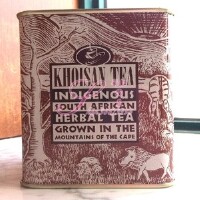 KHOISAN TEA
INDIGENOUS
SOUTH AFRICAN
HERBAL TEA
GROWN IN THE
MOUNTAINS OF THE CAPE